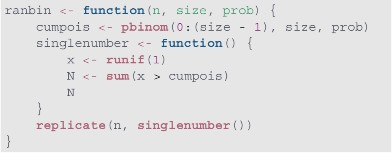 ranbin <- function(n, size, prob) {
    cumpois <- pbinom(0:(size - 1), size, prob)
    singlenumber <- function() {
        x <- runif(1)
        N <- sum(x > cumpois)
        N
    }
    replicate(n, singlenumber())
}